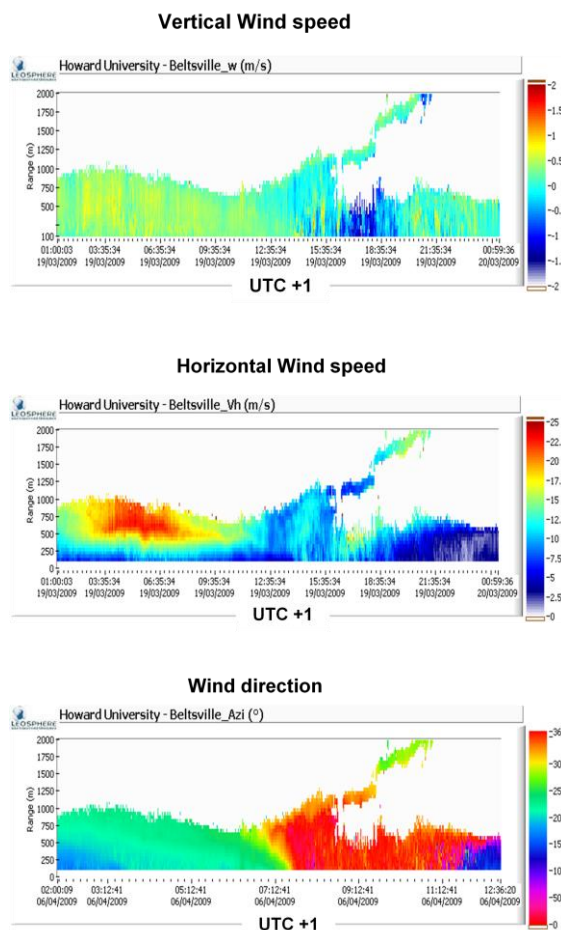 Vertical Wind speed
LEOSPHERE
Howard University - Beltsville_w (m/s)
Range (m)
2000
1750
1500
1250
1000
750
500
100
01:00:03 03:35:34 06:35:34 09:35:34 12:35:34 15:35:34 18:35:34 21:35:34 00:59:36
19/03/2009 19/03/2009 19/03/2009 19/03/2009 19/03/2009 19/03/2009 19/03/2009 19/03/2009 20/03/2009
-2
-1.
-1
-0.
-0
-0.
-1
-1.
-2
UTC +1
Horizontal Wind speed
LEOSPHERE
Howard University - Beltsville_Vh (m/s)
Range (m)
2000
1750
1500
1250
1000
750
500
250
0
01:00:03 03:35:34 06:35:34 09:35:34 12:35:34 15:35:34 18:35:34 21:35:34 00:59:36
19/03/2009 19/03/2009 19/03/2009 19/03/2009 19/03/2009 19/03/2009 19/03/2009 19/03/2009 20/03/2009
-25
-22
-20
-17
-15
-12
-10
-7.5
-5
-2.5
-0
UTC +1
Wind direction
LEOSPHERE
Howard University - Beltsville_Azi (°)
Range (m)
2000
1750
1500
1250
1000
750
500
250
0
02:00:09 03:12:41 05:12:41 07:12:41 09:12:41 11:12:41 12:36:20
06/04/2009 06/04/2009 06/04/2009 06/04/2009 06/04/2009 06/04/2009 06/04/2009
-36
-30
-25
-20
-15
-10
-50
-0
UTC +1